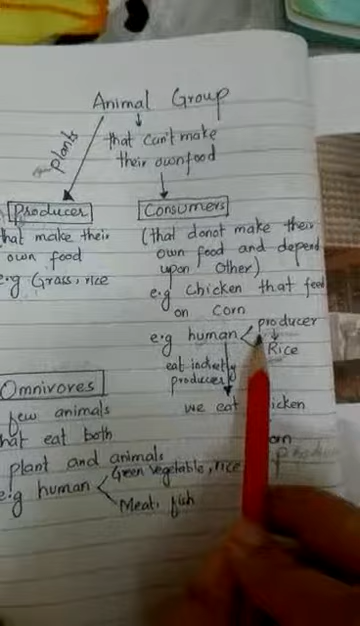 Animal Group
Plants
that can't make
their own food
Producer
that make their
own food
e.g Grass, rice
Consumers
(that donot make their
own food and depend
upon Other)
e.g Chicken that feed
on Corn
e.g human
producer
Rice
eat indirectly
producer
we eat
Omnivores
few animals
that eat both
plant and animals
e.g human
Green vegetable, rice
Meat, fish